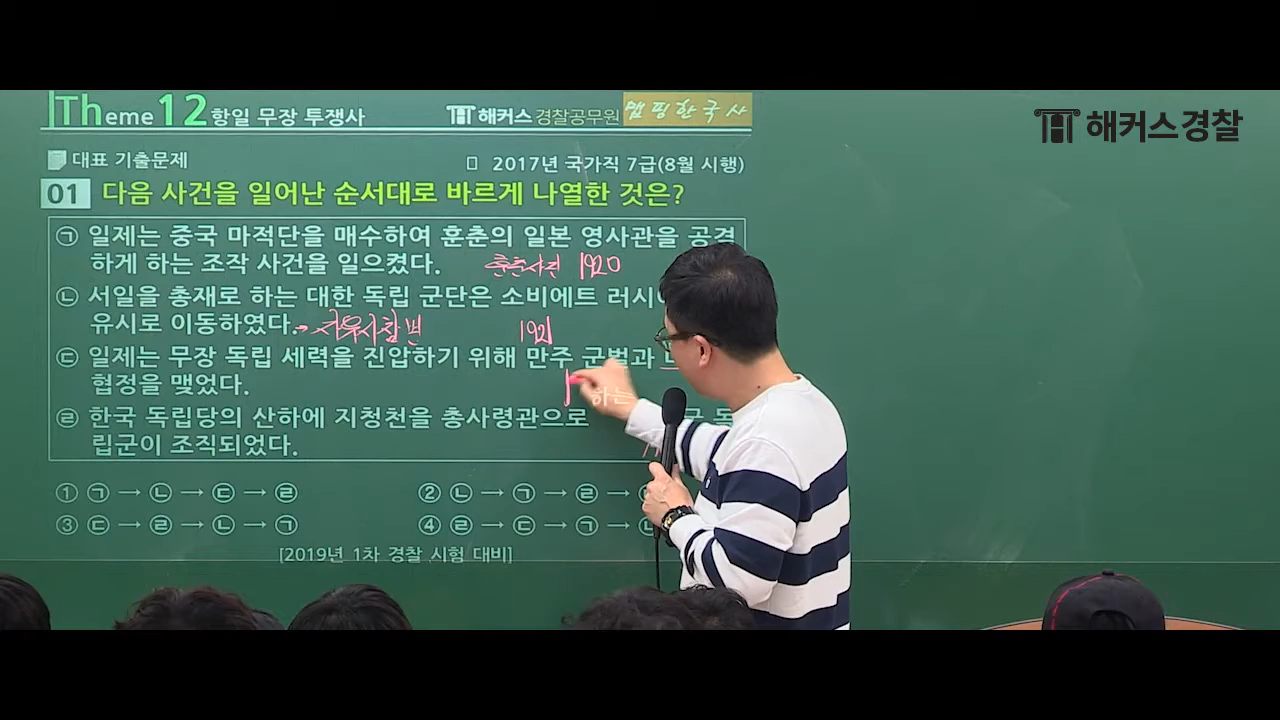 Theme 12 항일 무장 투쟁사
해커스 경찰공무원 맵핑한국사
해커스경찰
대표 기출문제
2017년 국가직 7급(8월 시행)
01 다음 사건을 일어난 순서대로 바르게 나열한 것은?
㉠ 일제는 중국 마적단을 매수하여 훈춘의 일본 영사관을 공격
하게 하는 조작 사건을 일으켰다. 훈춘사건 1920
㉡ 서일을 총재로 하는 대한 독립 군단은 소비에트 러시
유시로 이동하였다. → 자유시참변 1921
㉢ 일제는 무장 독립 세력을 진압하기 위해 만주 군벌과
협정을 맺었다.
하는
㉣ 한국 독립당의 산하에 지청천을 총사령관으로 독
립군이 조직되었다.
① ㉠ → ㉡ → ㉢ → ㉣
② ㉡ → ㉠ → ㉣ →
③ ㉢ → ㉣ → ㉡ → ㉠
④ ㉣ → ㉢ → ㉠ →
[2019년 1차 경찰 시험 대비]